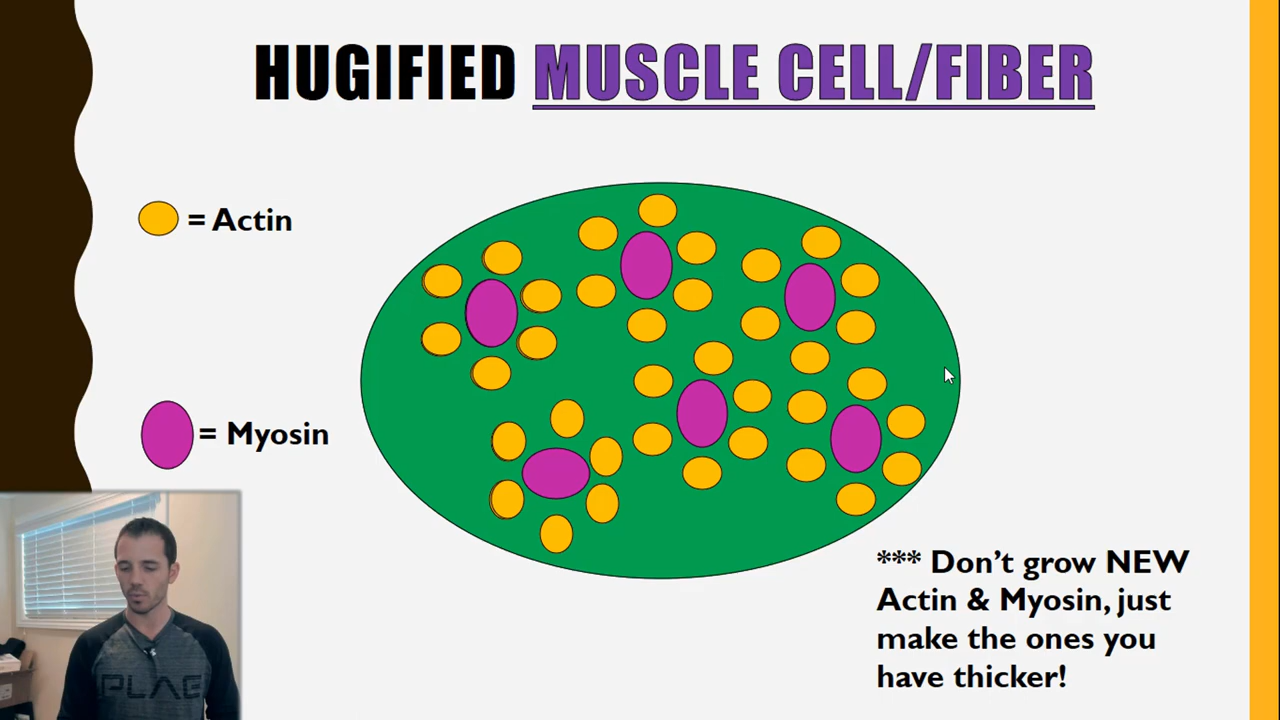 HUGIFIED MUSCLE CELL/FIBER
= Actin
= Myosin
*** Don't grow NEW
Actin & Myosin, just
make the ones you
have thicker!